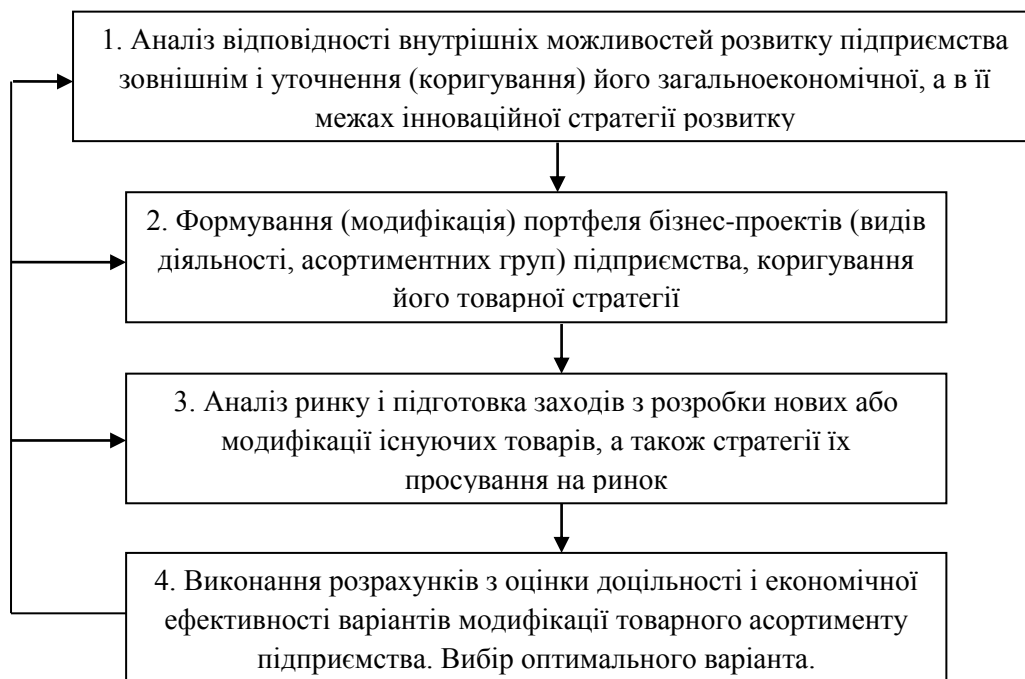 1. Аналіз відповідності внутрішніх можливостей розвитку підприємства
зовнішнім і уточнення (коригування) його загальноекономічної, а в її
межах інноваційної стратегії розвитку
2. Формування (модифікація) портфеля бізнес-проектів (видів
діяльності, асортиментних груп) підприємства, коригування
його товарної стратегії
3. Аналіз ринку і підготовка заходів з розробки нових або
модифікації існуючих товарів, а також стратегії їх
просування на ринок
4. Виконання розрахунків з оцінки доцільності і економічної
ефективності варіантів модифікації товарного асортименту
підприємства. Вибір оптимального варіанта.